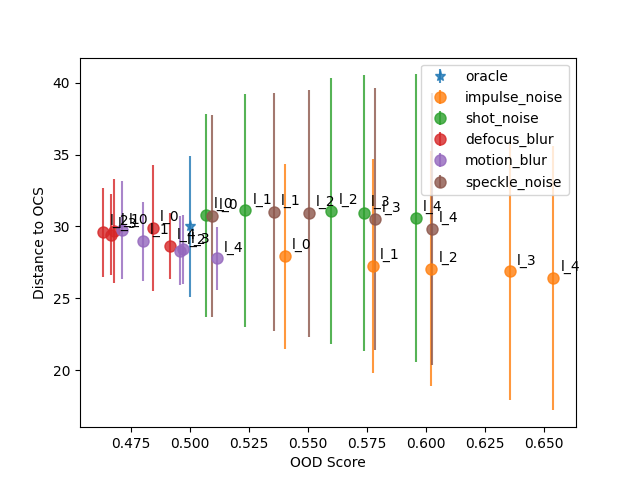 oracle
impulse_noise
shot_noise
defocus_blur
motion_blur
speckle_noise
l_0
l_1
l_4
l_3
l_4
l_0
l_0
l_1
l_1
l_2
l_2
l_3
l_3
l_4
l_4
l_0
l_1
l_2
l_3
l_4
40
35
30
25
20
Distance to OCS
0.475
0.500
0.525
0.550
0.575
0.600
0.625
0.650
OOD Score